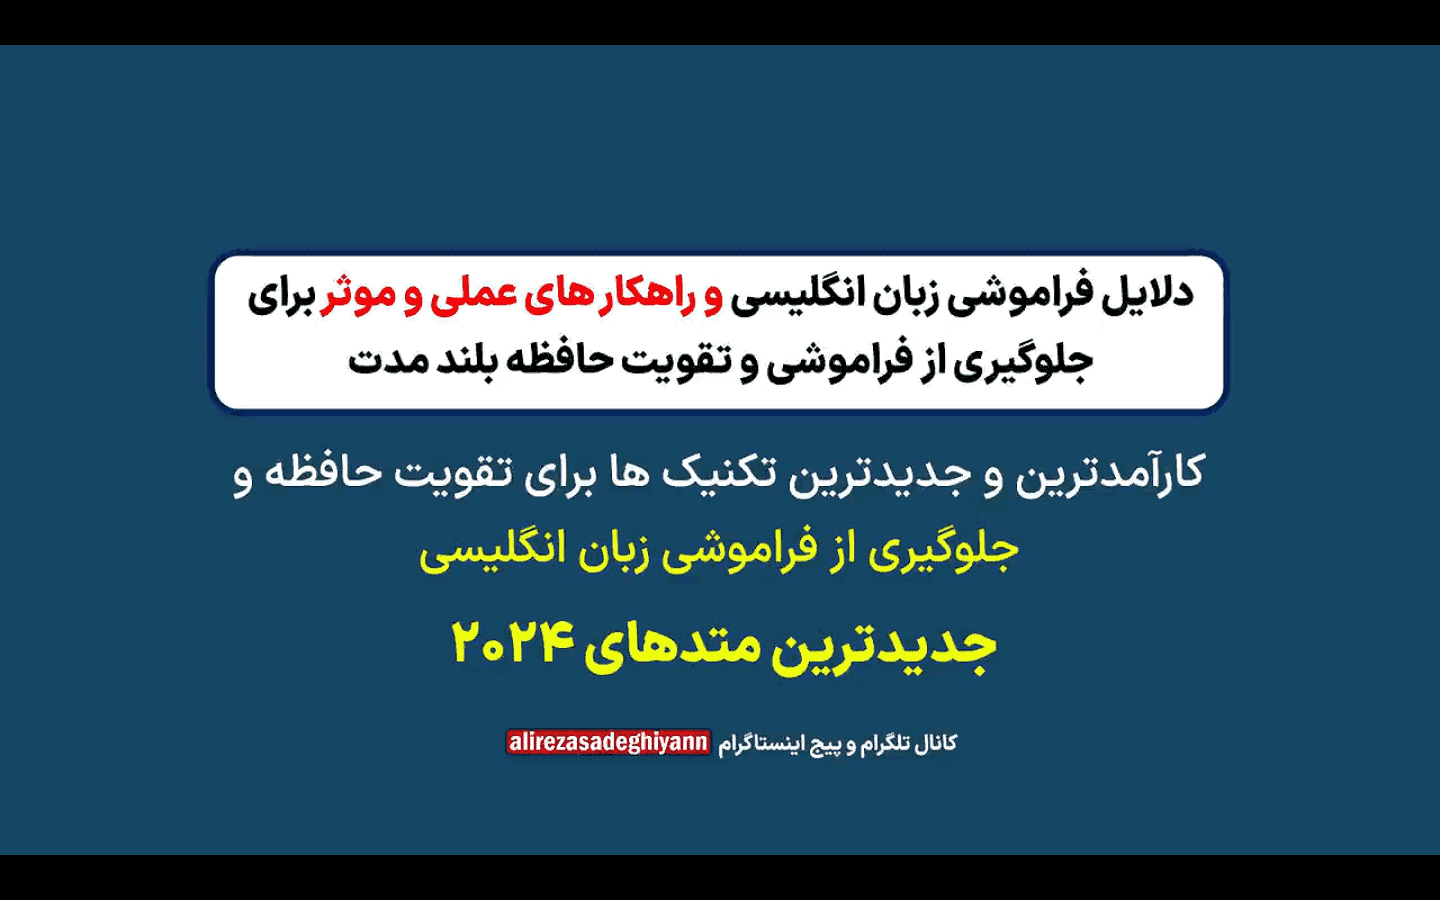 دلایل فراموشی زبان انگلیسی و راهکار های عملی و موثر برای
جلوگیری از فراموشی و تقویت حافظه بلند مدت
کارآمدترین و جدیدترین تکنیک ها برای تقویت حافظه و
جلوگیری از فراموشی زبان انگلیسی
جدیدترین متدهای ۲۰۲۴
کانال تلگرام و پیج اینستاگرام alirezasadeghiyann